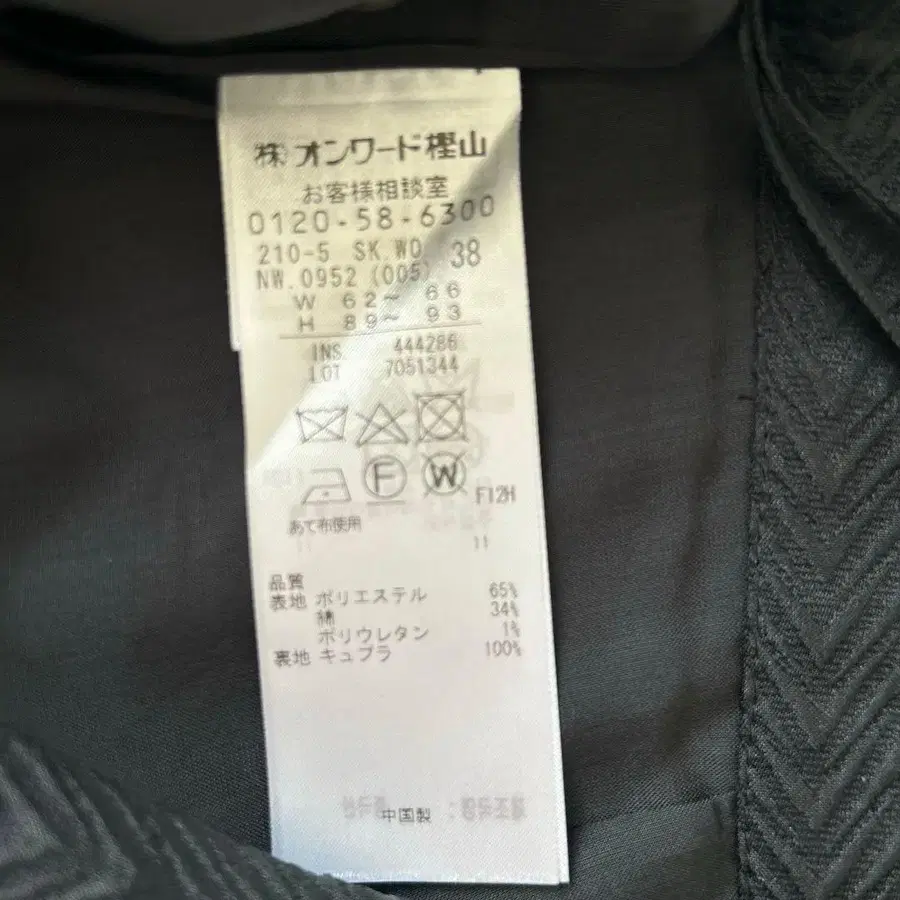 ㈱オンワード樫山
お客様相談室
0120-58-6300
210-5 SK.WO 38
NW.0952 (005)
W 62~ 66
H 89~ 93
INS. 444286
LOT 7051344
F W F12H
あて布使用
11
品質
表地 ポリエステル 65%
綿 34%
ポリウレタン 1%
裏地 キュプラ 100%
中国製